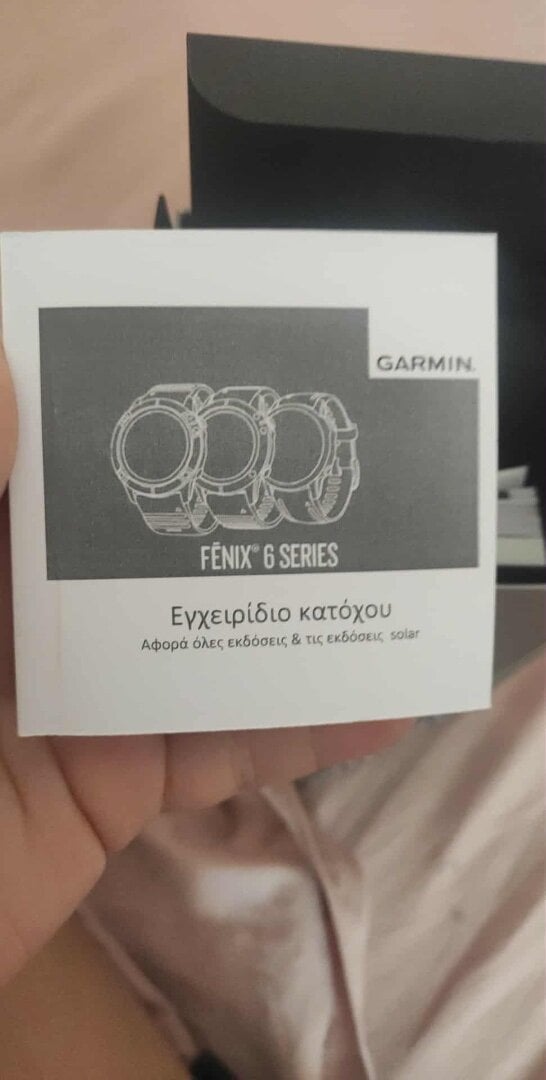 GARMIN.
FĒNIX® 6 SERIES
Εγχειρίδιο κατόχου
Αφορά όλες εκδόσεις & τις εκδόσεις solar